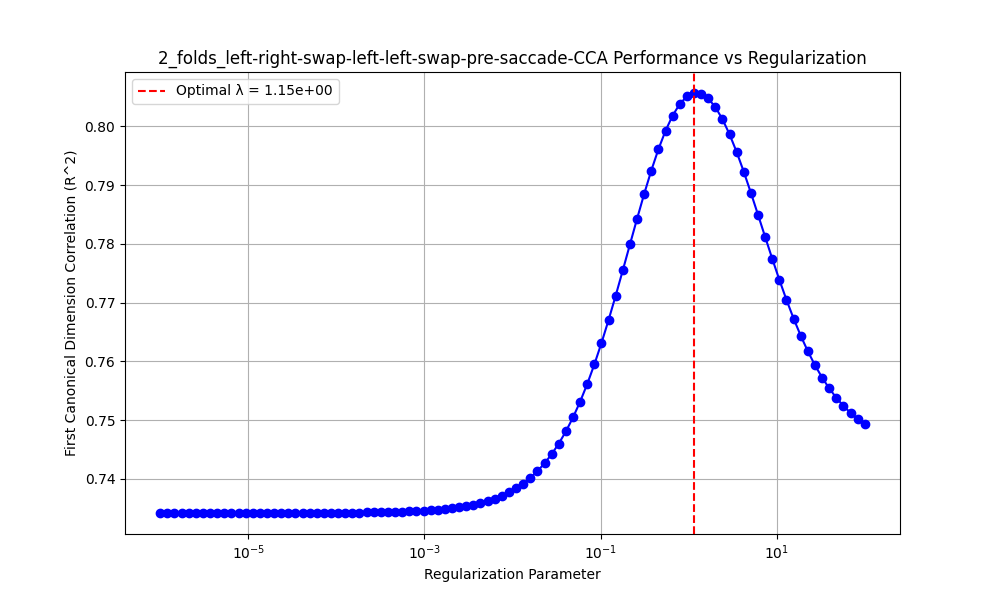 2_folds_left-right-swap-left-left-swap-pre-saccade-CCA Performance vs Regularization
Optimal λ = 1.15e+00
First Canonical Dimension Correlation (R^2)
0.80
0.79
0.78
0.77
0.76
0.75
0.74
10^-5
10^-3
10^-1
10^1
Regularization Parameter